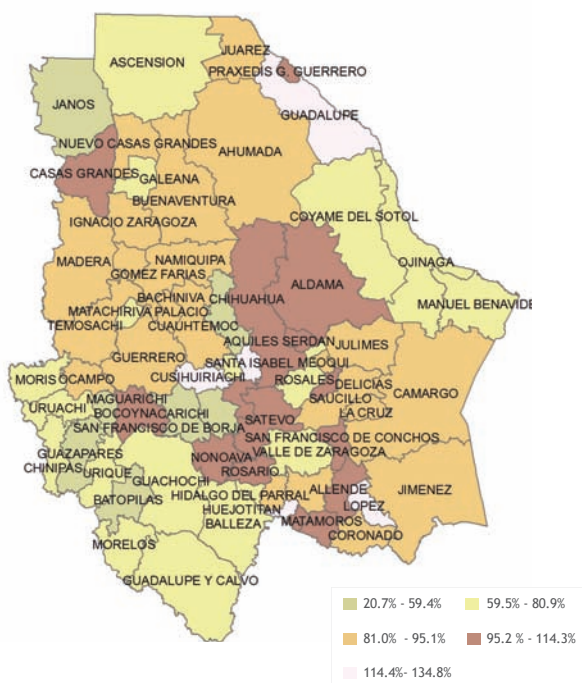 JUAREZ
ASCENSION
PRAXEDIS G. GUERRERO
JANOS
GUADALUPE
NUEVO CASAS GRANDES
AHUMADA
CASAS GRANDES
GALEANA
BUENAVENTURA
COYAME DEL SOTOL
IGNACIO ZARAGOZA
MADERA
NAMIQUIPA
OJINAGA
GOMEZ FARIAS
ALDAMA
BACHINIVA
CHIHUAHUA
MANUEL BENAVIDE
MATACHI
RIVA PALACIO
TEMOSACHI
CUAUHTEMOC
AQUILES SERDAN
JULIMES
GUERRERO
SANTA ISABEL
MEOQUI
MORIS
OCAMPO
CUSIHUIRIACHI
ROSALES
DELICIAS
CAMARGO
MAGUARICHI
SAUCILLO
URUACHI
BOCOYNA
CARICHI
LA CRUZ
SATEVO
SAN FRANCISCO DE BORJA
SAN FRANCISCO DE CONCHOS
GUAZAPARES
NONOAVA
VALLE DE ZARAGOZA
CHINIPAS
URIQUE
ROSARIO
GUACHOCHI
BATOPILAS
HIDALGO DEL PARRAL
ALLENDE
JIMENEZ
HUEJOTITAN
LOPEZ
BALLEZA
MATAMOROS
CORONADO
MORELOS
GUADALUPE Y CALVO
20.7% - 59.4% 59.5% - 80.9%
81.0% - 95.1% 95.2 % - 114.3%
114.4%- 134.8%